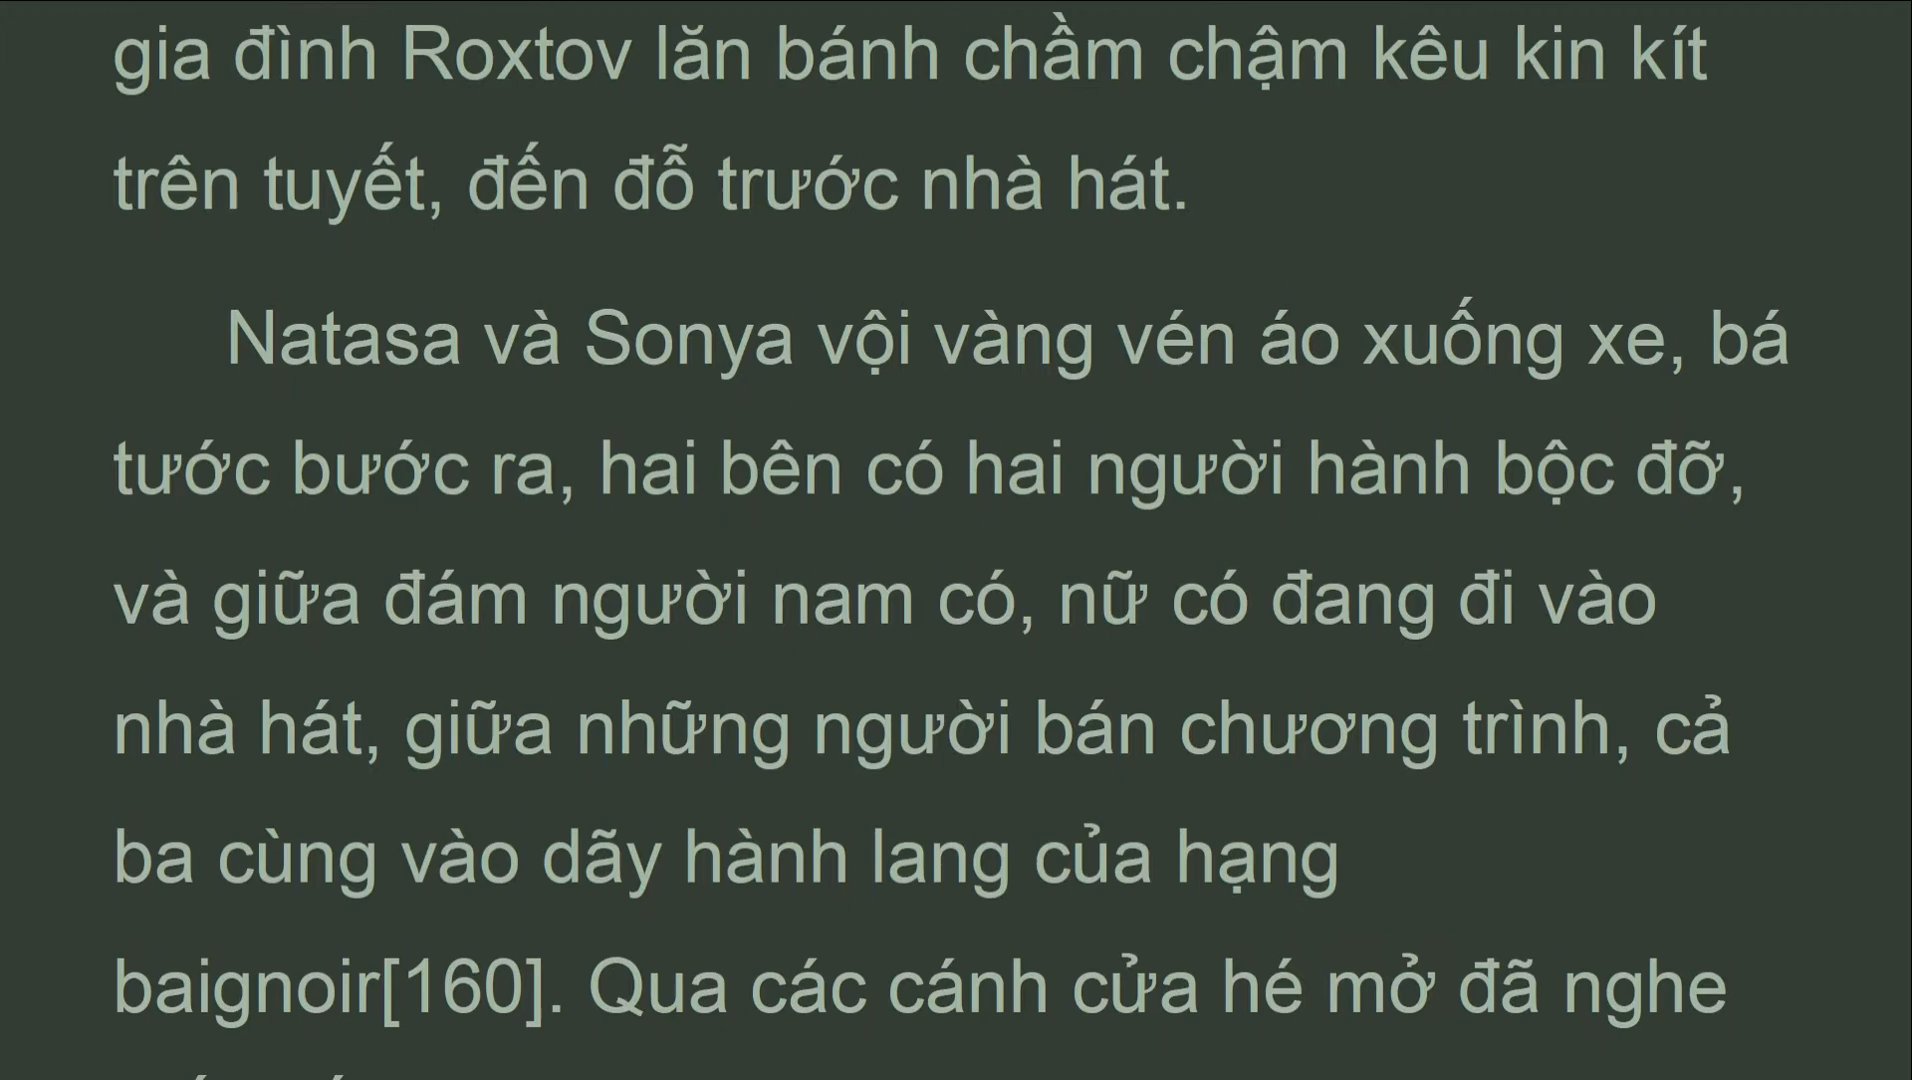 gia đình Roxtov lăn bánh chầm chậm kêu kin kít
trên tuyết, đến đỗ trước nhà hát.
Natasa và Sonya vội vàng vén áo xuống xe, bá
tước bước ra, hai bên có hai người hành bộc đỡ,
và giữa đám người nam có, nữ có đang đi vào
nhà hát, giữa những người bán chương trình, cả
ba cùng vào dãy hành lang của hạng
baignoir[160]. Qua các cánh cửa hé mở đã nghe